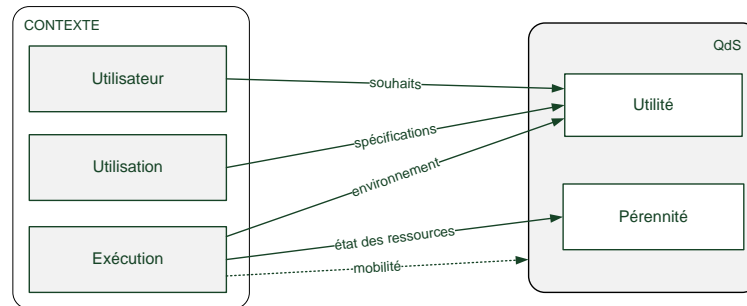 CONTEXTE
QdS
Utilisateur
souhaits
Utilité
Utilisation
spécifications
environnement
Pérennité
état des ressources
Exécution
mobilité